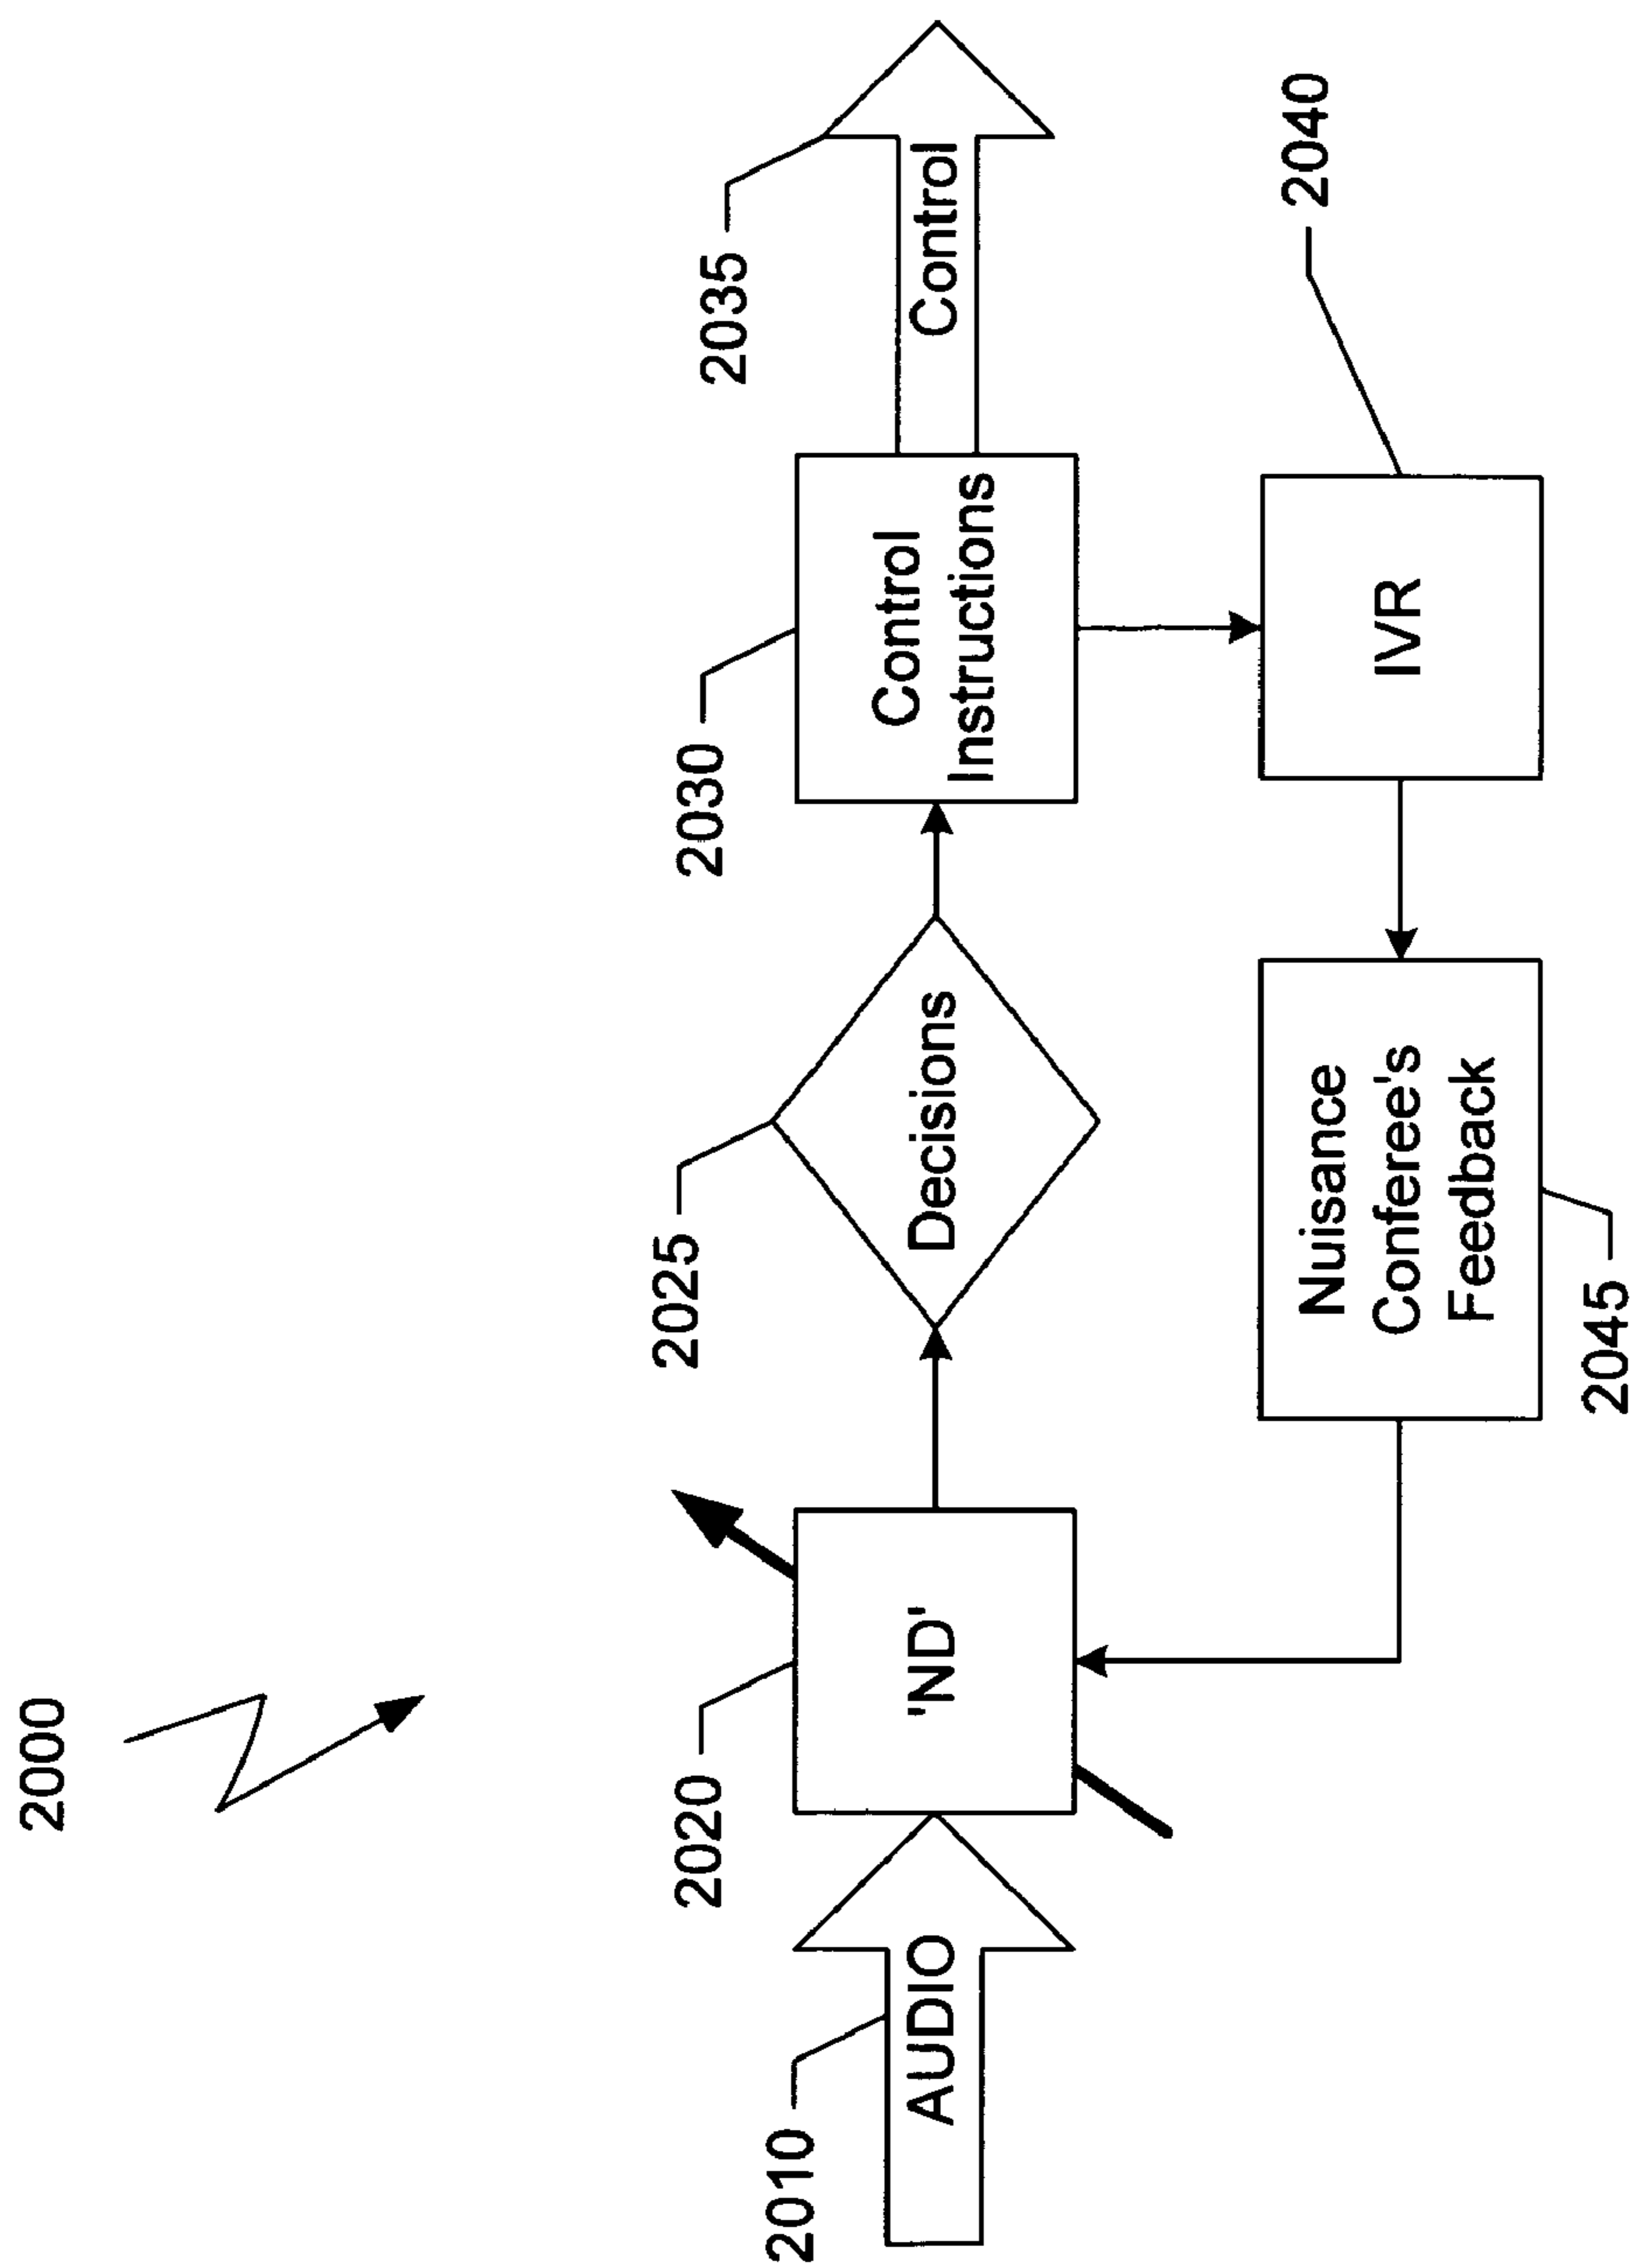 2000
2010
AUDIO
2020
'ND'
2025
Decisions
2030
Control
Instructions
2035
Control
Nuisance
Conferee's
Feedback
2045
IVR
2040